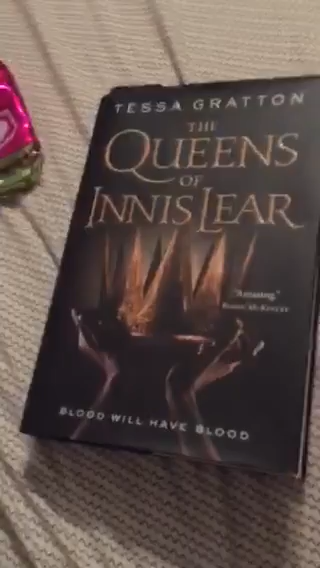 TESSA GRATTON
THE
QUEENS
OF
INNIS LEAR
"Amazing."
BLOOD WILL HAVE BLOOD